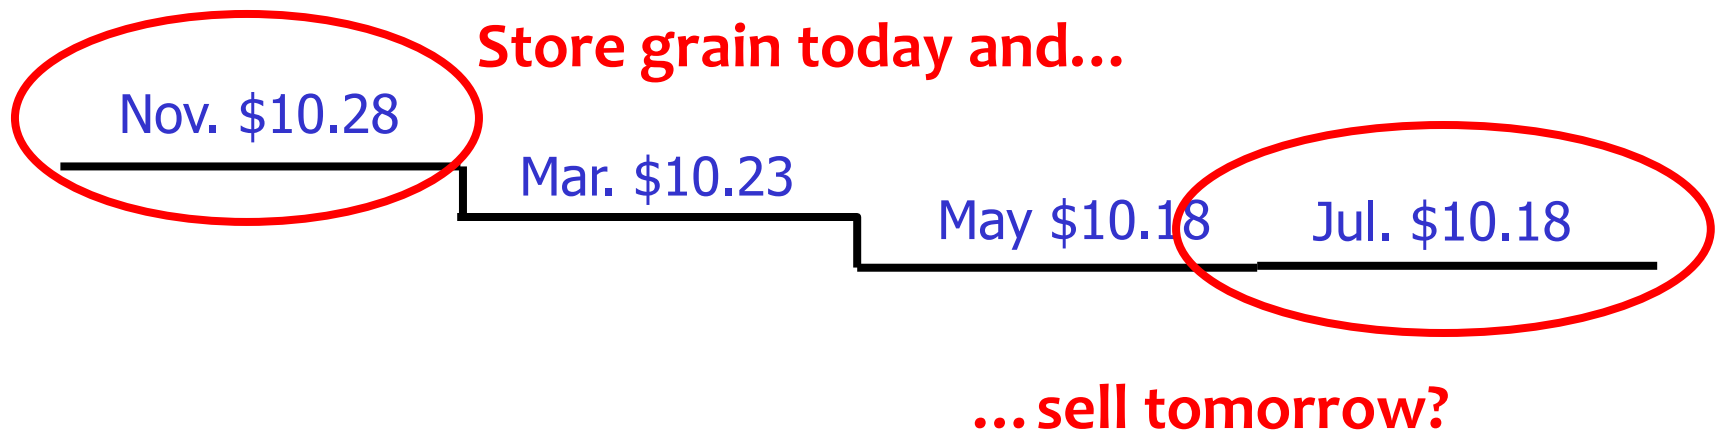 Store grain today and...
Nov. $10.28
Mar. $10.23
May $10.18
Jul. $10.18
...sell tomorrow?